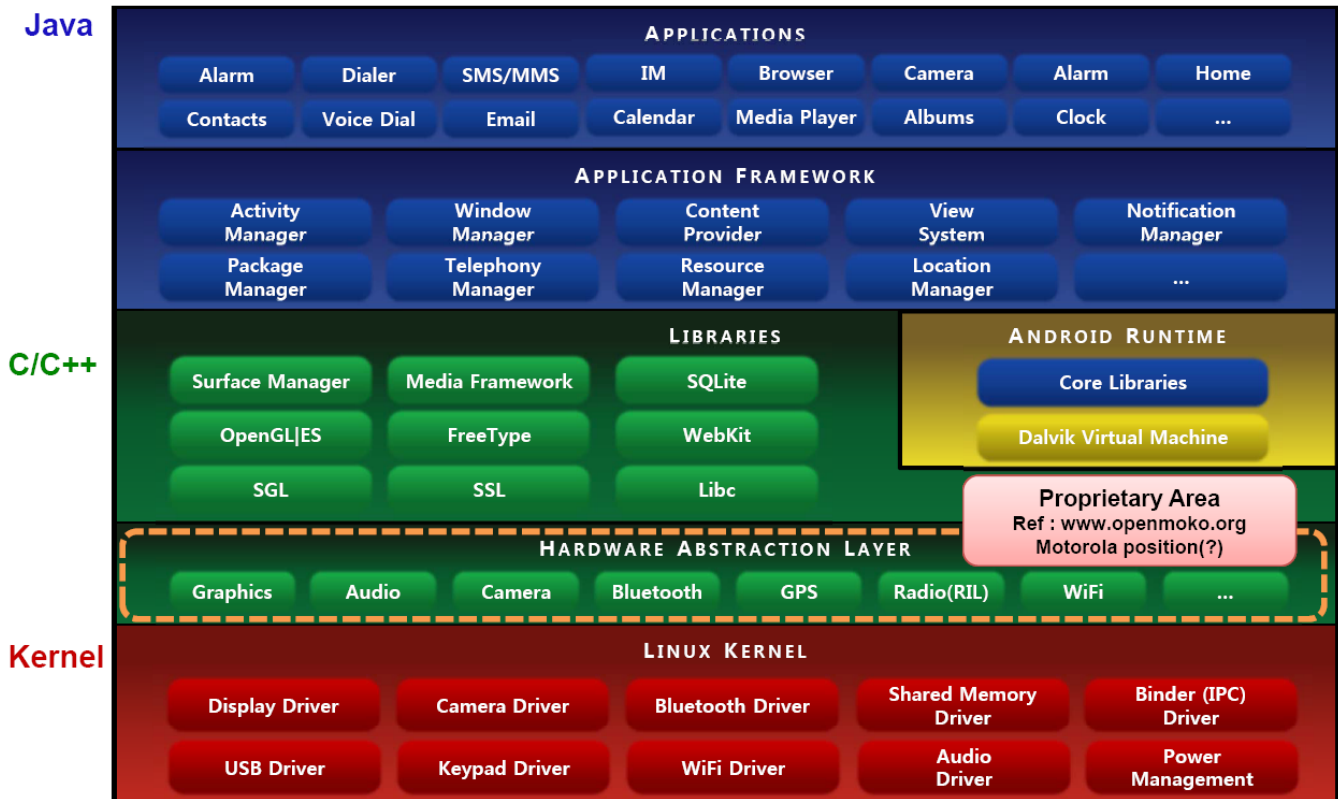 Java
APPLICATIONS
Alarm Dialer SMS/MMS IM Browser Camera Alarm Home
Contacts Voice Dial Email Calendar Media Player Albums Clock ...
APPLICATION FRAMEWORK
Activity Manager
Window Manager
Content Provider
View System
Notification Manager
Package Manager
Telephony Manager
Resource Manager
Location Manager
...
C/C++
LIBRARIES
Surface Manager Media Framework SQLite
OpenGL|ES FreeType WebKit
SGL SSL Libc
ANDROID RUNTIME
Core Libraries
Dalvik Virtual Machine
Proprietary Area
Ref : www.openmoko.org
Motorola position(?)
HARDWARE ABSTRACTION LAYER
Graphics Audio Camera Bluetooth GPS Radio(RIL) WiFi ...
Kernel
LINUX KERNEL
Display Driver
Camera Driver
Bluetooth Driver
Shared Memory Driver
Binder (IPC) Driver
USB Driver
Keypad Driver
WiFi Driver
Audio Driver
Power Management